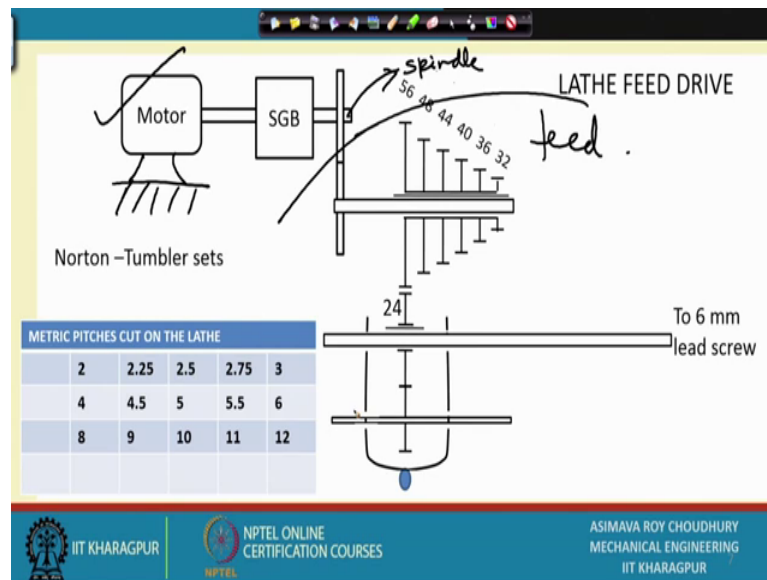 spindle
LATHE FEED DRIVE
feed.
Motor
SGB
56 48 44 40 36 32
Norton –Tumbler sets
24
To 6 mm
lead screw
METRIC PITCHES CUT ON THE LATHE
2 2.25 2.5 2.75 3
4 4.5 5 5.5 6
8 9 10 11 12
IIT KHARAGPUR
NPTEL
NPTEL ONLINE
CERTIFICATION COURSES
ASIMAVA ROY CHOUDHURY
MECHANICAL ENGINEERING
IIT KHARAGPUR